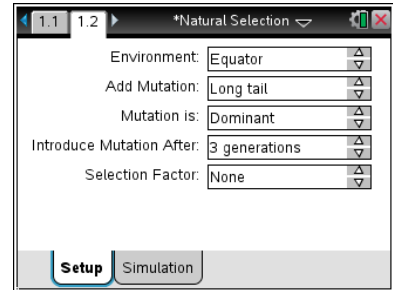 1.1 1.2 *Natural Selection
Environment: Equator
Add Mutation: Long tail
Mutation is: Dominant
Introduce Mutation After: 3 generations
Selection Factor: None
Setup Simulation